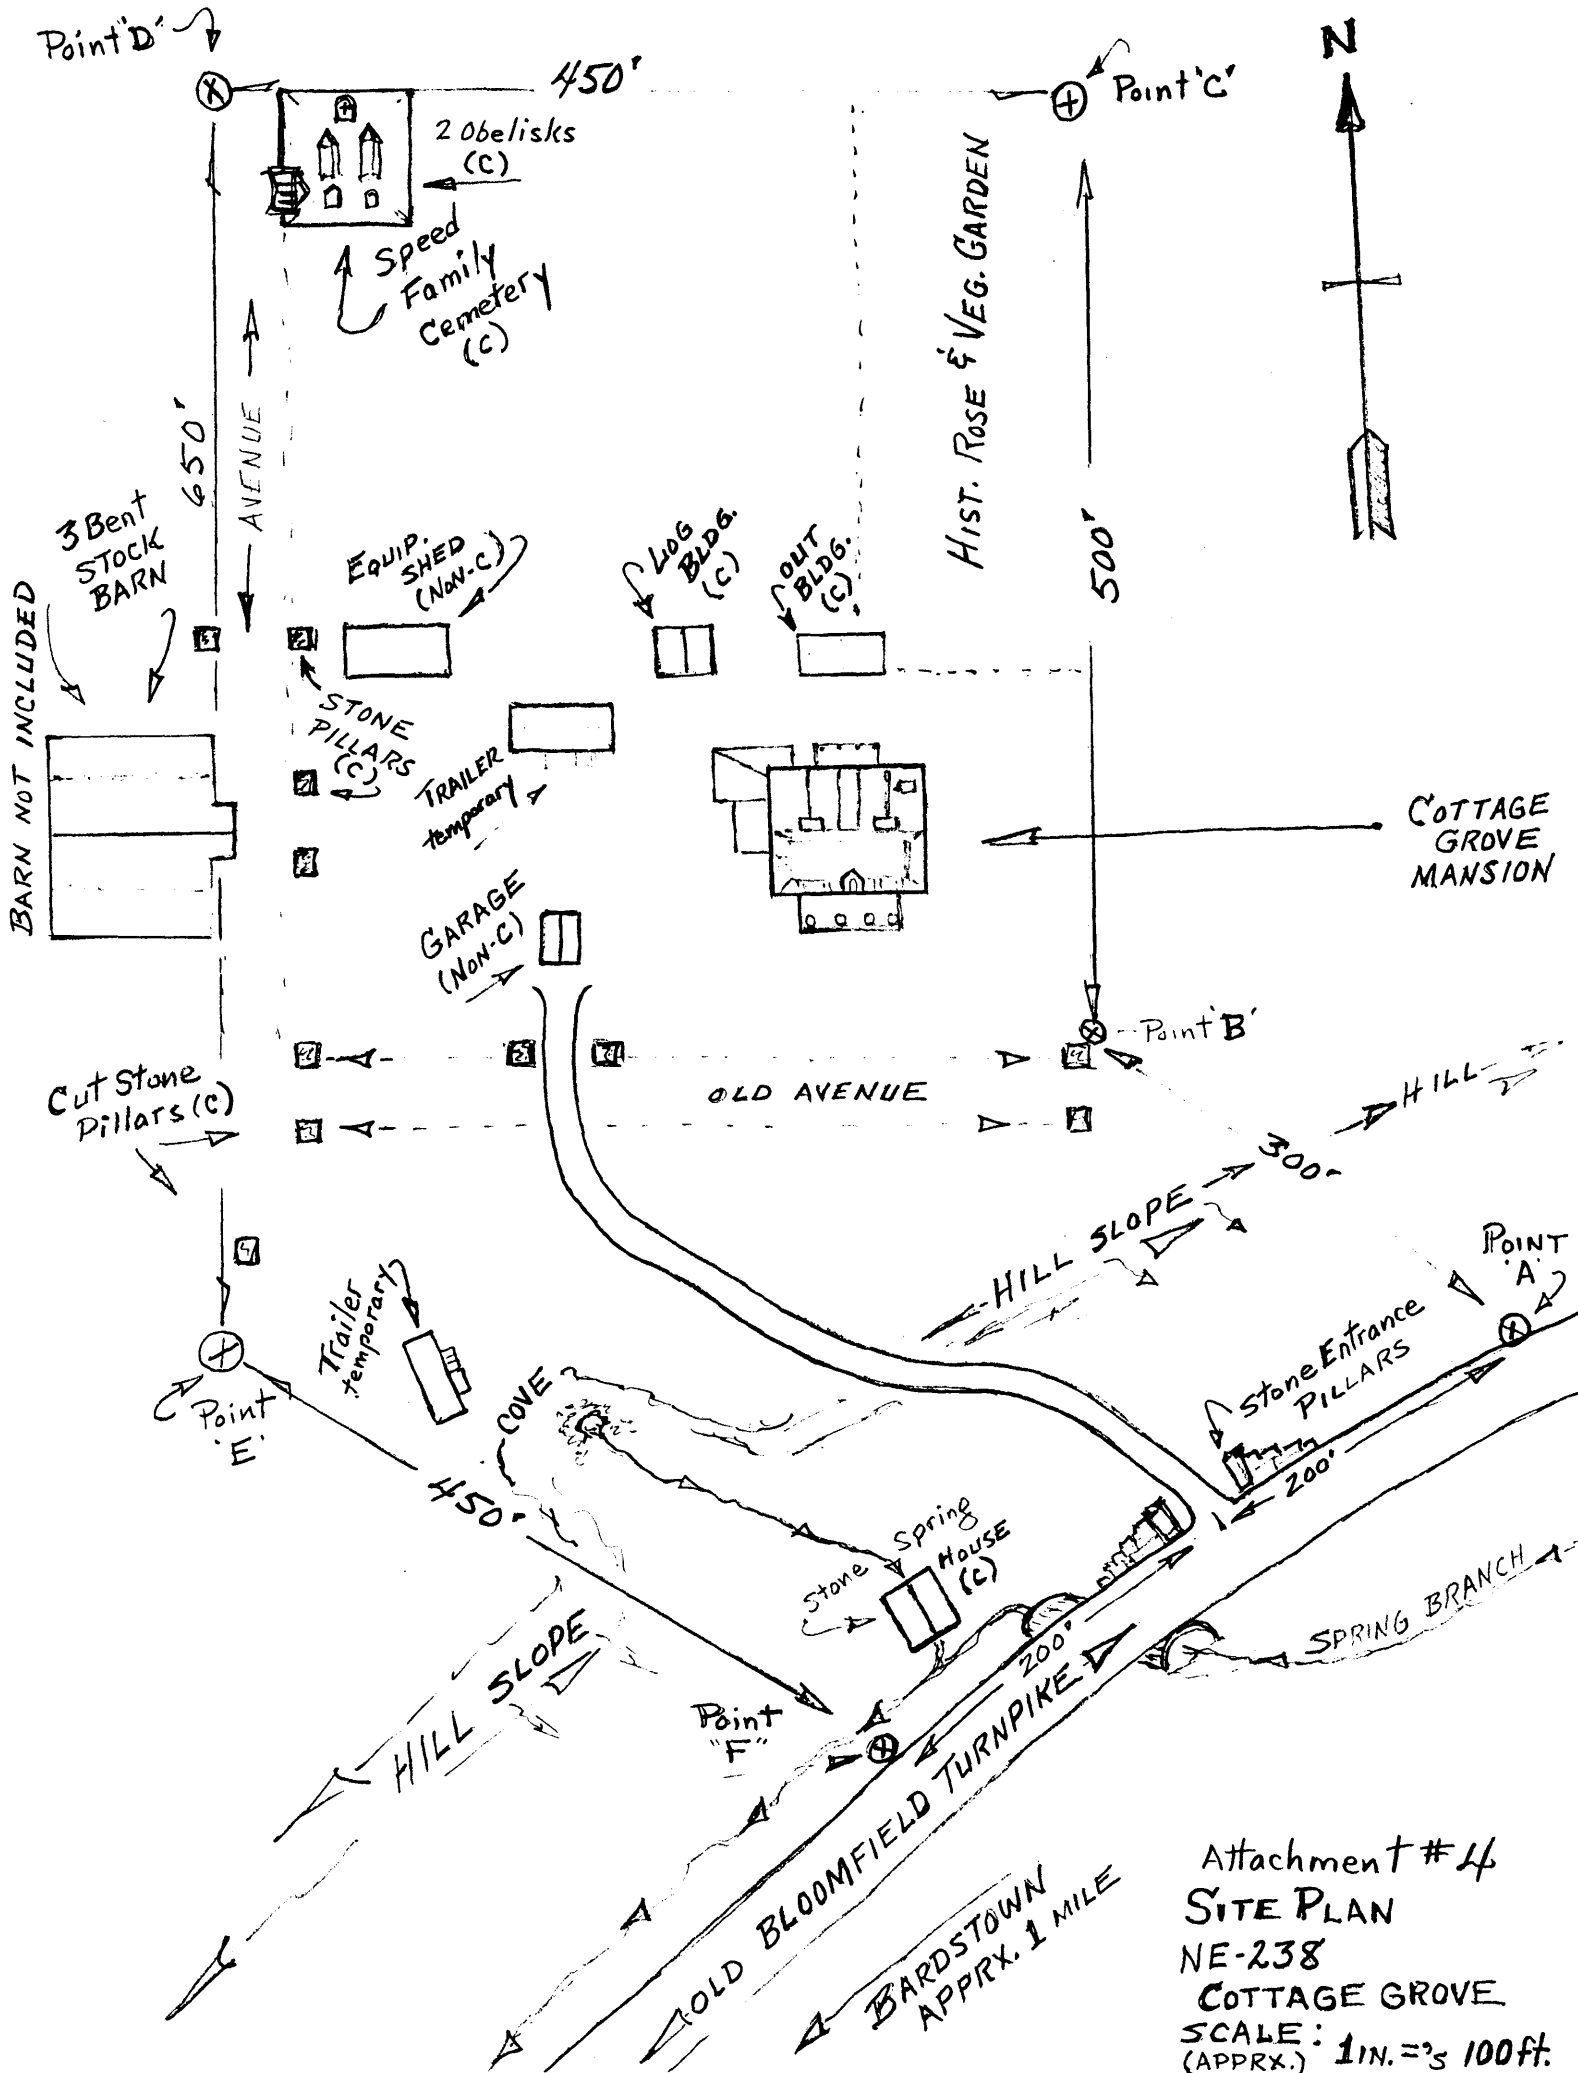 Point "D"
450'
Point "C"
N
2 Obelisks
(C)
Speed
Family
Cemetery
(C)
HIST. ROSE & VEG. GARDEN
650'
AVENUE
500'
3 Bent
STOCK
BARN
BARN NOT INCLUDED
EQUIP.
SHED
(NON-C)
LOG
BLDG.
(C)
OUT
BLDG.
(C)
STONE
PILLARS
(C)
TRAILER
temporary
COTTAGE
GROVE
MANSION
GARAGE
(NON-C)
Point 'B'
Cut Stone
Pillars (C)
OLD AVENUE
HILL
300'
HILL SLOPE
POINT
'A'
Trailer
temporary
Stone Entrance
PILLARS
Point
'E'
COVE
450'
200'
Stone Spring
HOUSE
(C)
SPRING BRANCH
200'
HILL SLOPE
Point
"F"
OLD BLOOMFIELD TURNPIKE
BARDSTOWN
APPRX. 1 MILE
Attachment #4
SITE PLAN
NE-238
COTTAGE GROVE
SCALE: 1 IN. ='s 100 ft.
(APPRX.)